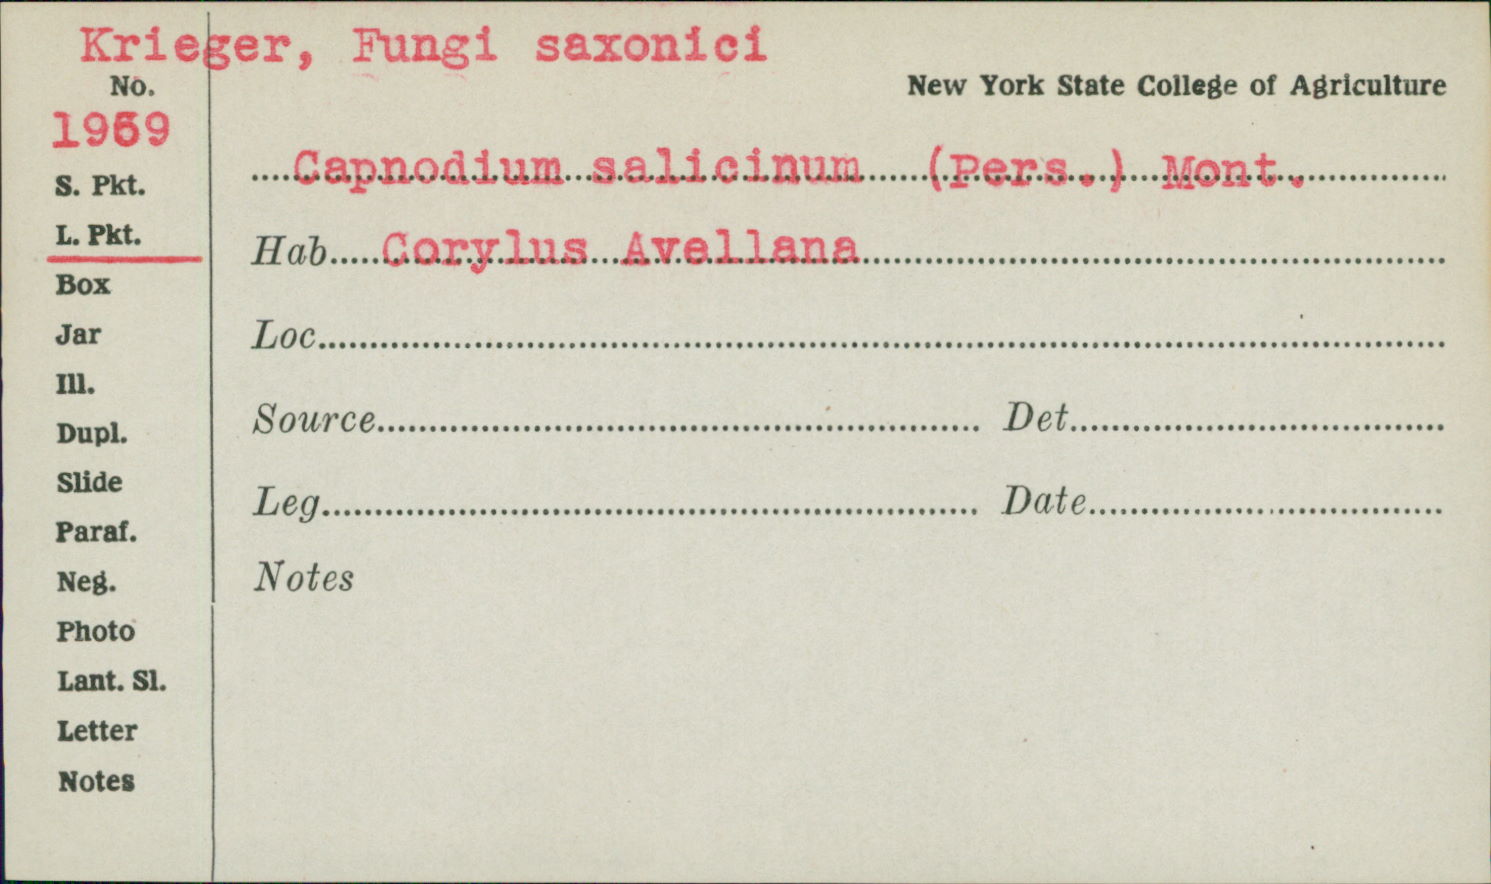 Krieger, Fungi saxonici
No.
New York State College of Agriculture
1969
Capnodium salicinum (Pers.) Mont.
S. Pkt.
L. Pkt.
Hab. Corylus Avellana
Box
Jar
Loc.
Ill.
Dupl.
Source
Det.
Slide
Leg.
Date
Paraf.
Neg.
Notes
Photo
Lant. Sl.
Letter
Notes